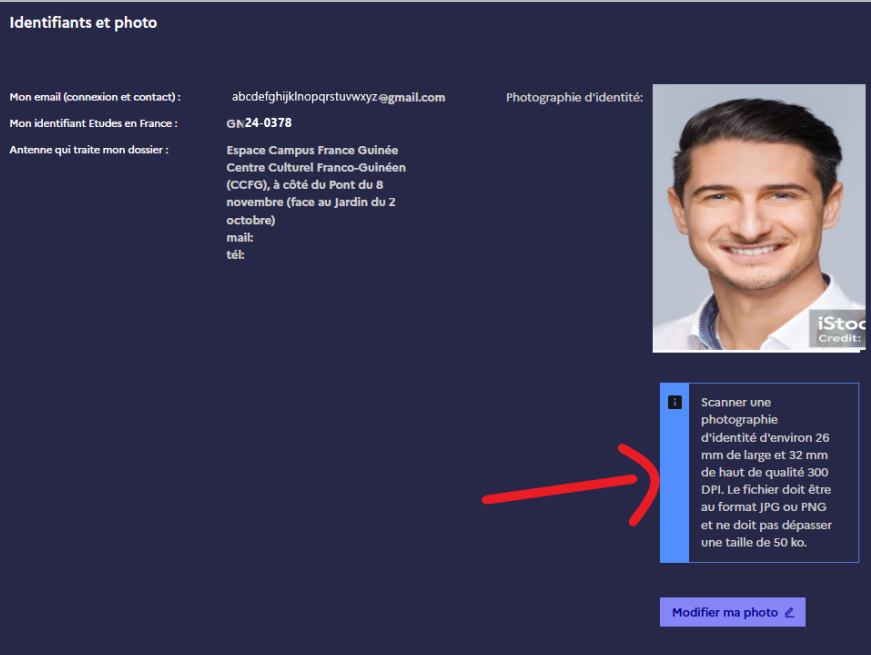 Identifiants et photo
Mon email (connexion et contact) :
abcdefghijklnopqrstuvwxyz@gmail.com
Photographie d'identité:
Mon identifiant Etudes en France :
GN24-0378
Antenne qui traite mon dossier :
Espace Campus France Guinée
Centre Culturel Franco-Guinéen
(CCFG), à côté du Pont du 8
novembre (face au Jardin du 2
octobre)
mail:
tél:
iStoc
Credit:
i
Scanner une
photographie
d'identité d'environ 26
mm de large et 32 mm
de haut de qualité 300
DPI. Le fichier doit être
au format JPG ou PNG
et ne doit pas dépasser
une taille de 50 ko.
Modifier ma photo